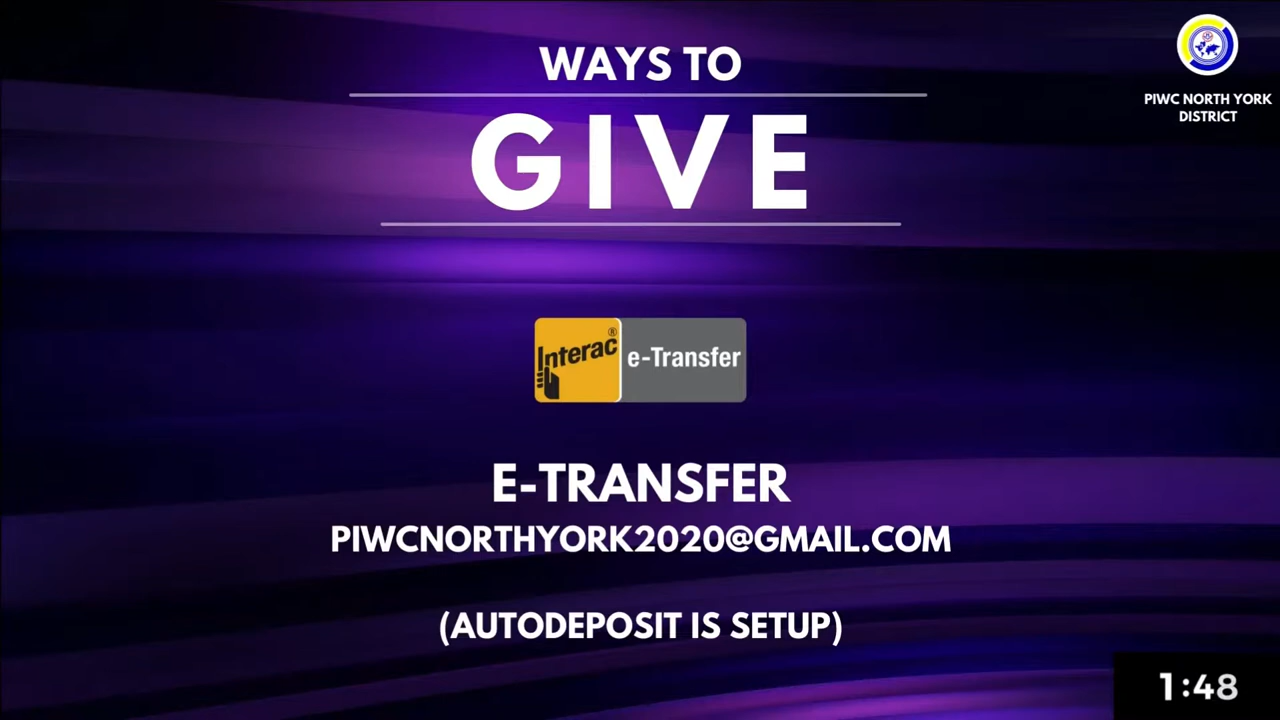 WAYS TO
GIVE
PIWC NORTH YORK
DISTRICT
Interac®
e-Transfer
E-TRANSFER
PIWCNORTHYORK2020@GMAIL.COM
(AUTODEPOSIT IS SETUP)
1:48